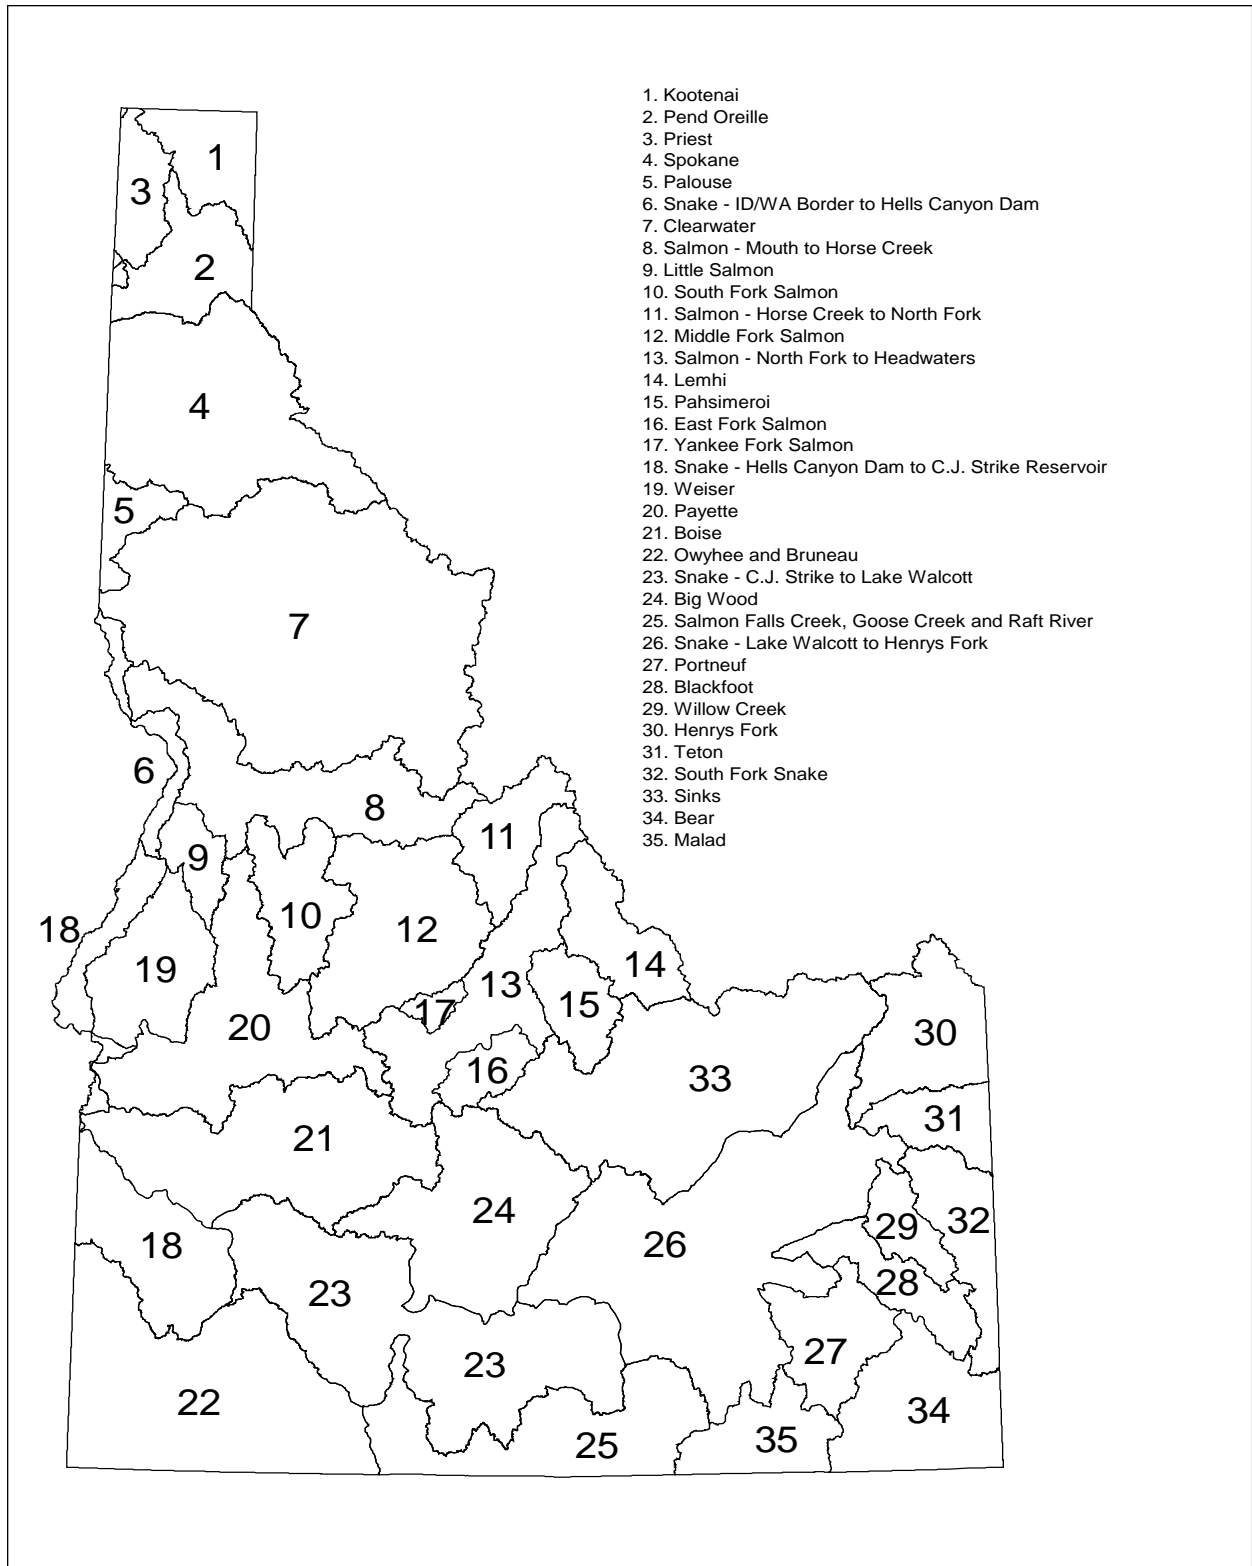 1. Kootenai
2. Pend Oreille
3. Priest
4. Spokane
5. Palouse
6. Snake - ID/WA Border to Hells Canyon Dam
7. Clearwater
8. Salmon - Mouth to Horse Creek
9. Little Salmon
10. South Fork Salmon
11. Salmon - Horse Creek to North Fork
12. Middle Fork Salmon
13. Salmon - North Fork to Headwaters
14. Lemhi
15. Pahsimeroi
16. East Fork Salmon
17. Yankee Fork Salmon
18. Snake - Hells Canyon Dam to C.J. Strike Reservoir
19. Weiser
20. Payette
21. Boise
22. Owyhee and Bruneau
23. Snake - C.J. Strike to Lake Walcott
24. Big Wood
25. Salmon Falls Creek, Goose Creek and Raft River
26. Snake - Lake Walcott to Henrys Fork
27. Portneuf
28. Blackfoot
29. Willow Creek
30. Henrys Fork
31. Teton
32. South Fork Snake
33. Sinks
34. Bear
35. Malad
1
3
2
4
5
7
6
8
11
9
10
12
18
19
14
13
15
17
20
30
16
33
31
21
24
32
29
18
26
28
23
27
23
22
34
25
35